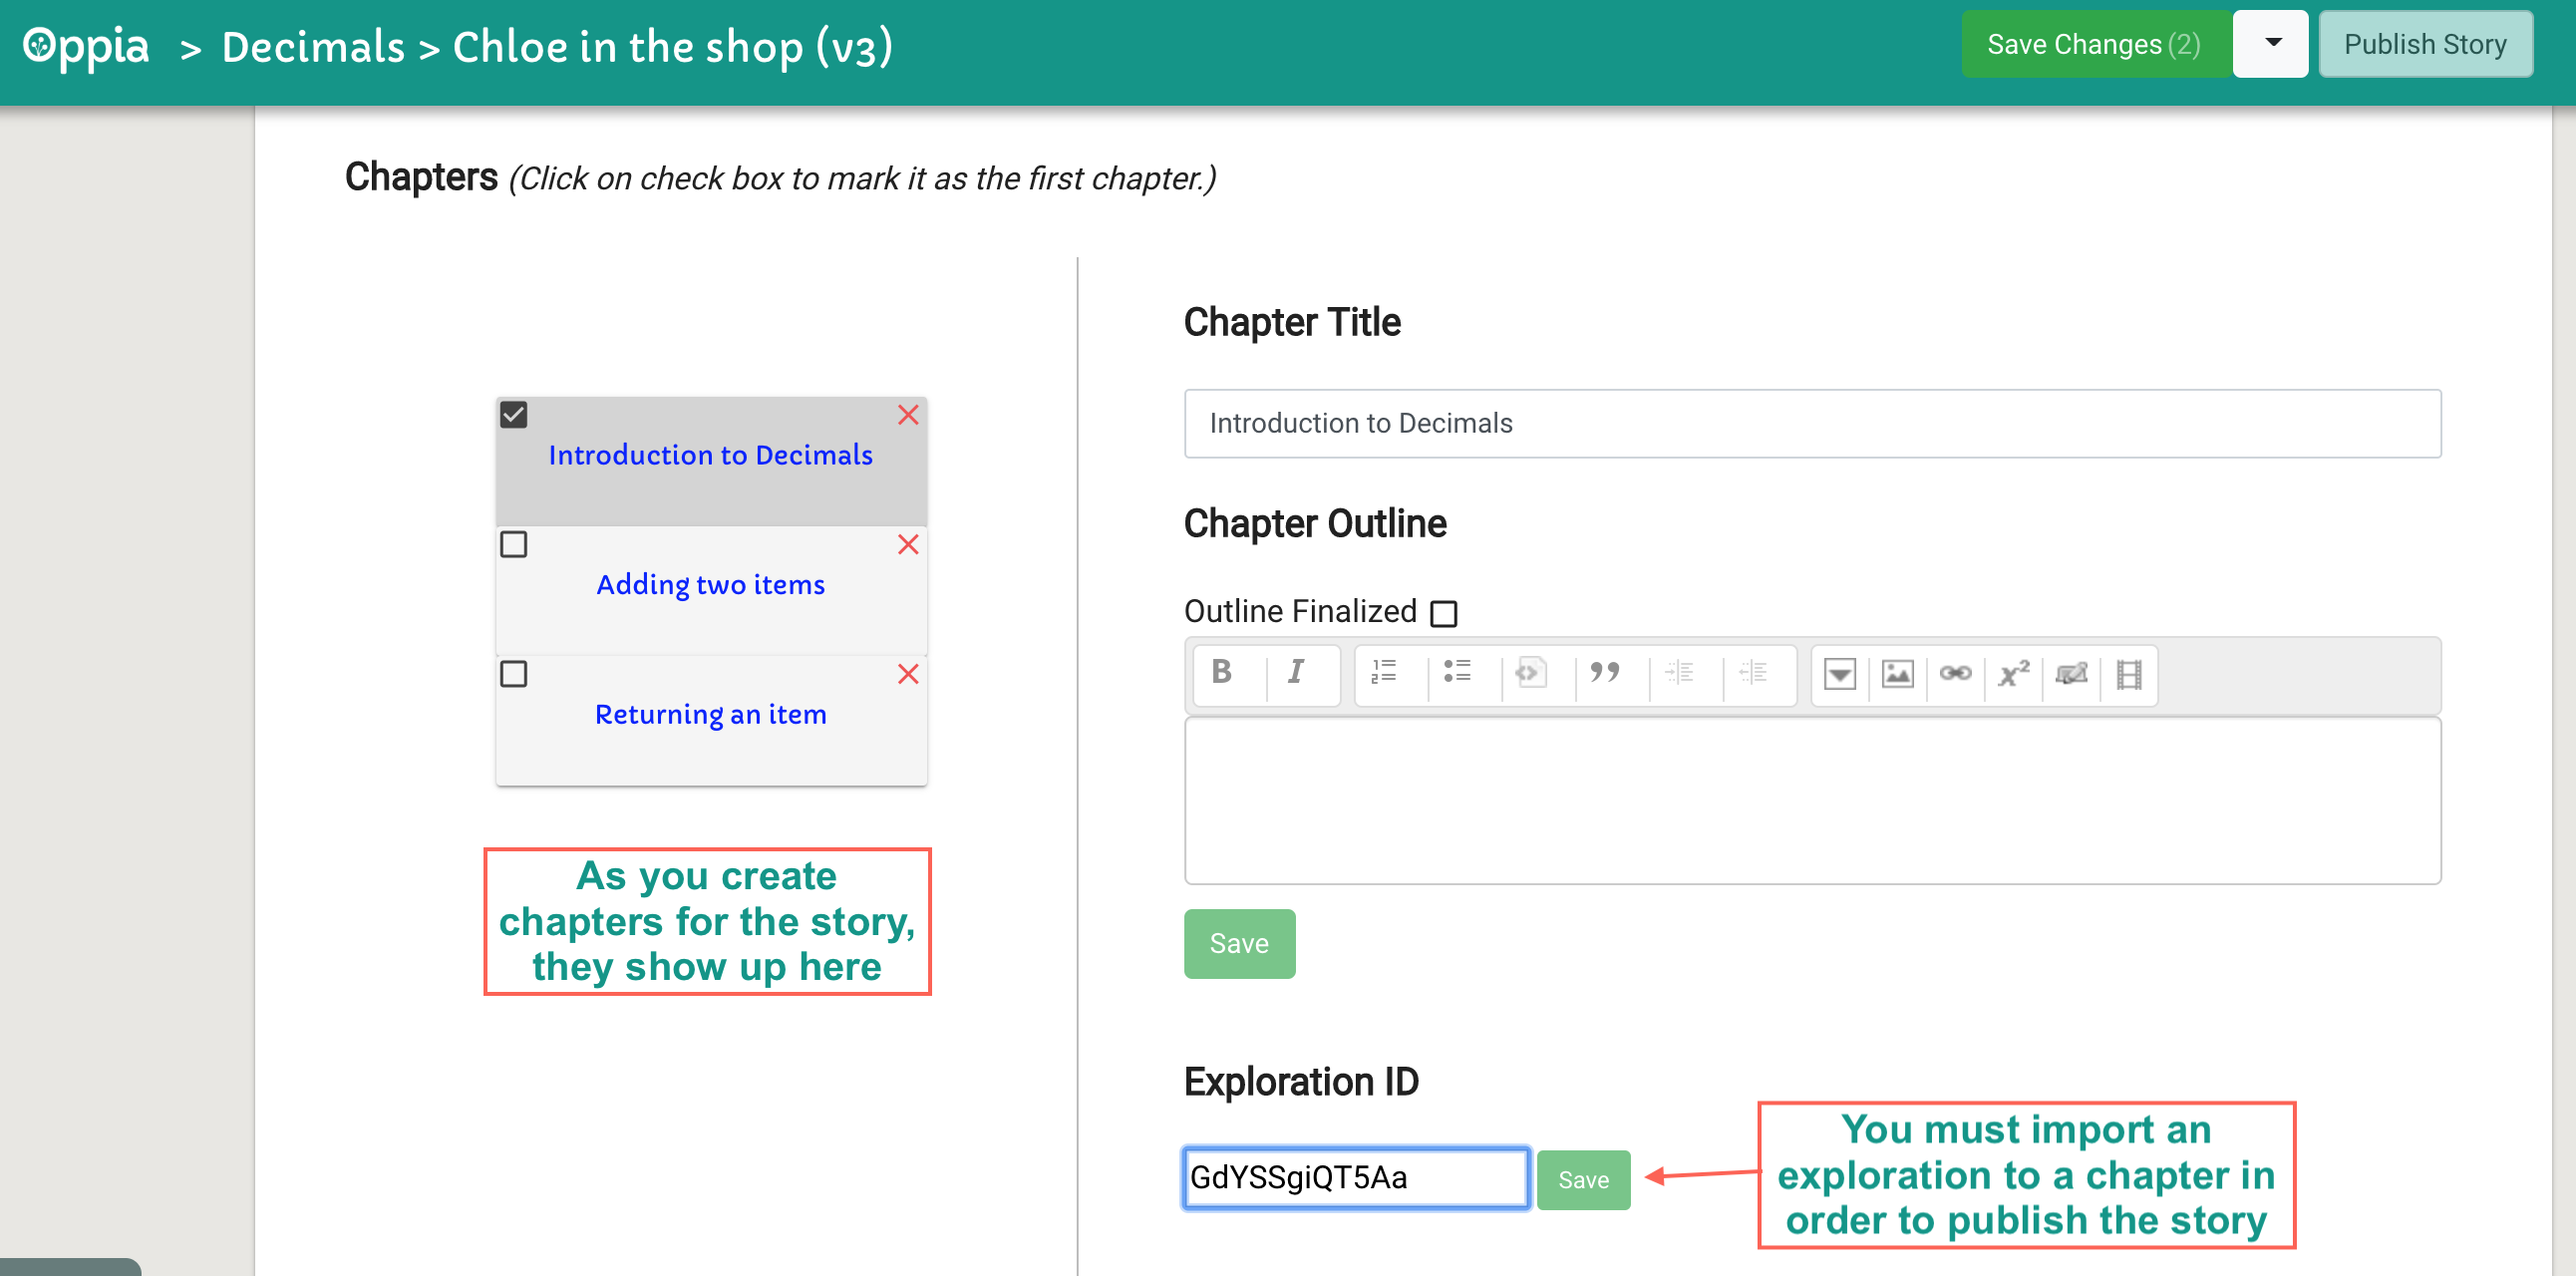 Oppia > Decimals > Chloe in the shop (v3)
Save Changes (2)
Publish Story
Chapters (Click on check box to mark it as the first chapter.)
Introduction to Decimals
Adding two items
Returning an item
As you create
chapters for the story,
they show up here
Chapter Title
Introduction to Decimals
Chapter Outline
Outline Finalized
Save
Exploration ID
GdYSSgiQT5Aa
Save
You must import an
exploration to a chapter in
order to publish the story